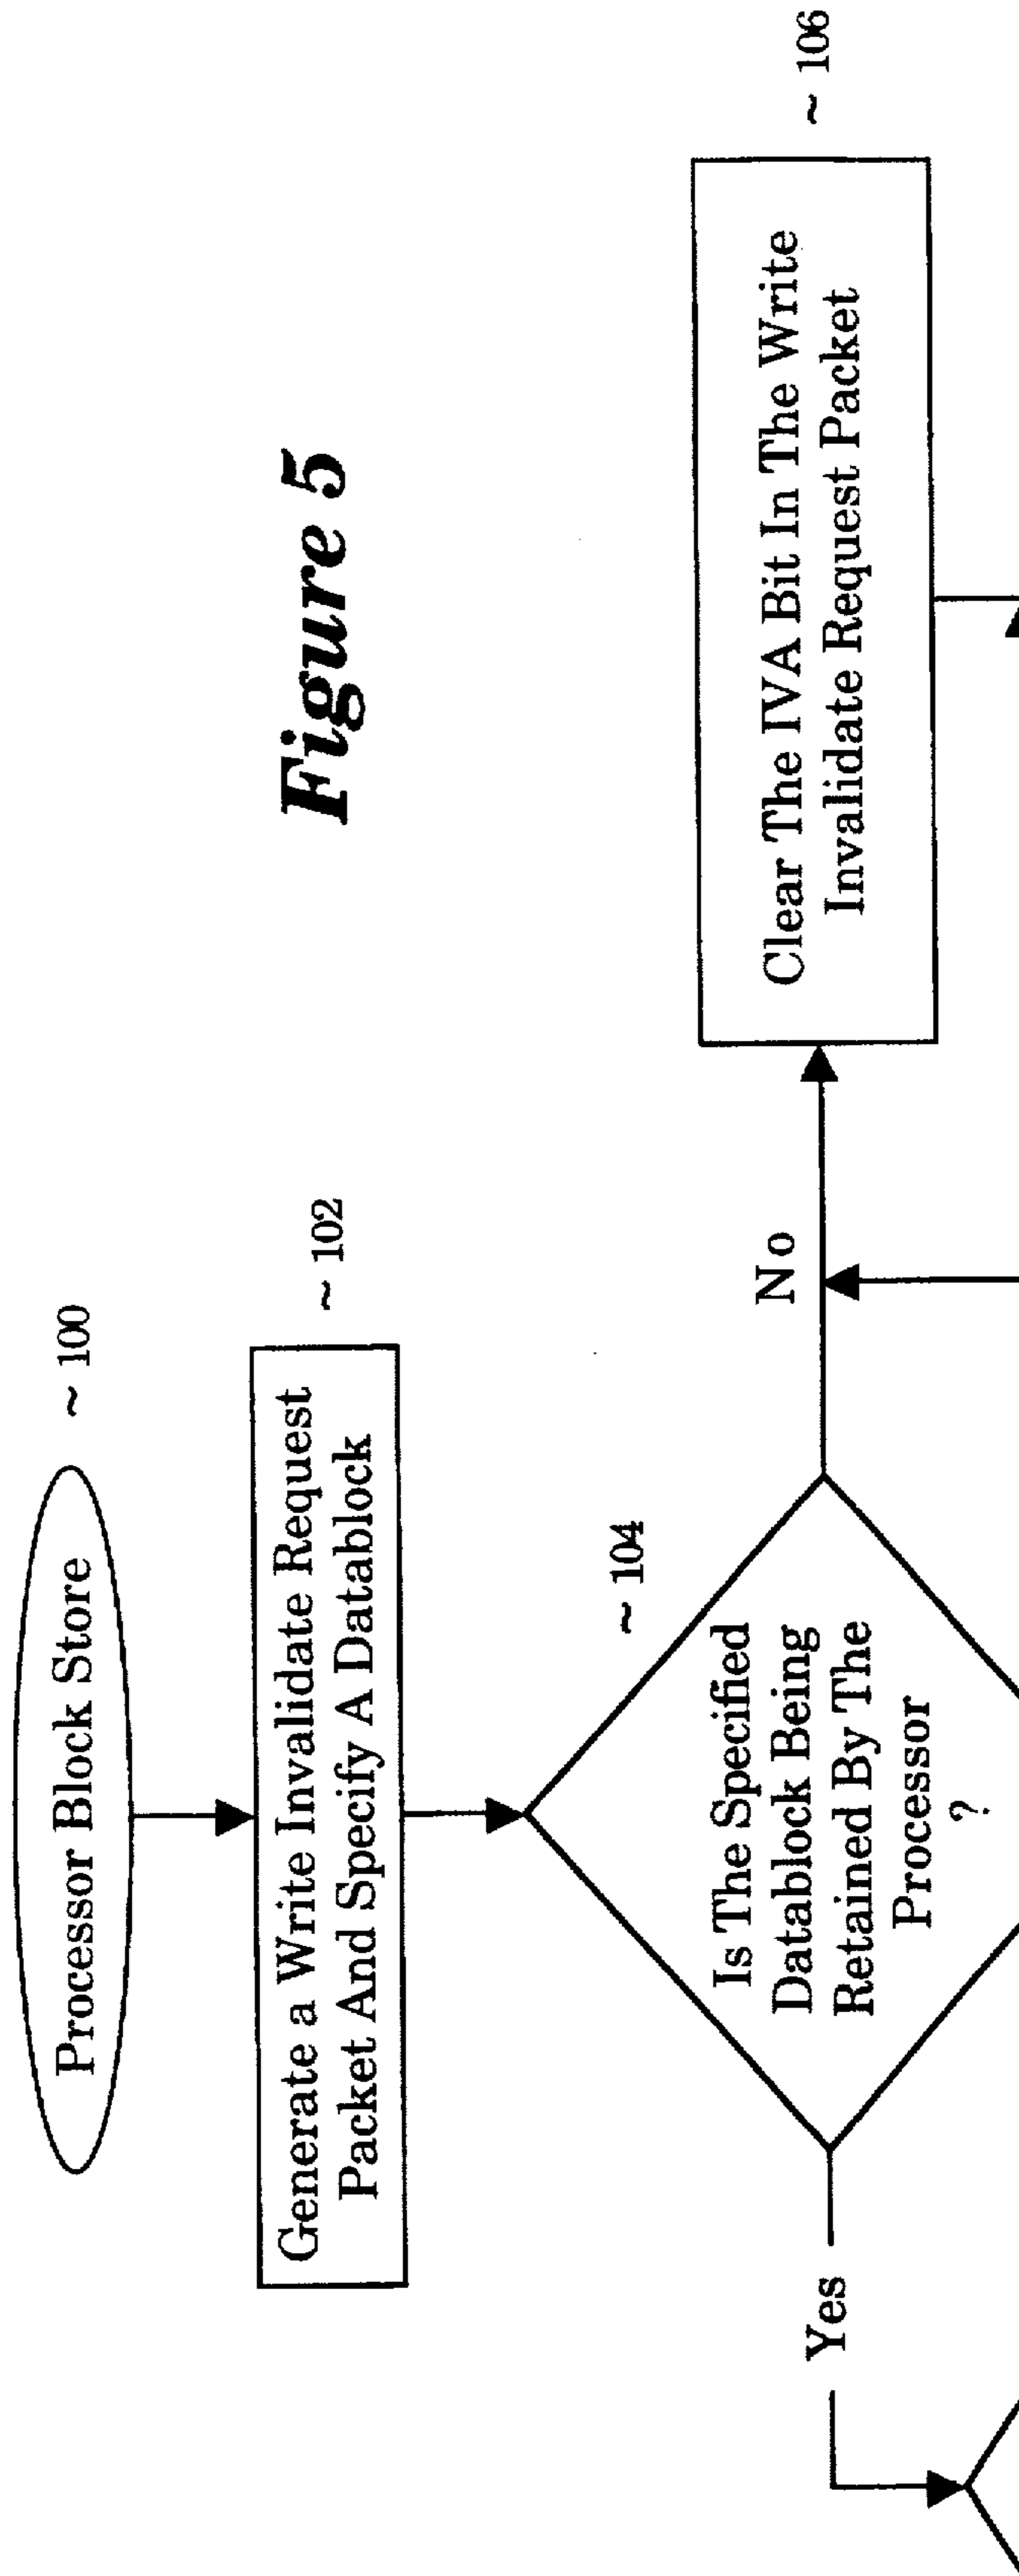 Processor Block Store
~ 100
Figure 5
Generate a Write Invalidate Request
Packet And Specify A Datablock
~ 102
~ 104
Is The Specified
Datablock Being
Retained By The
Processor
?
Yes
No
Clear The IVA Bit In The Write
Invalidate Request Packet
~ 106